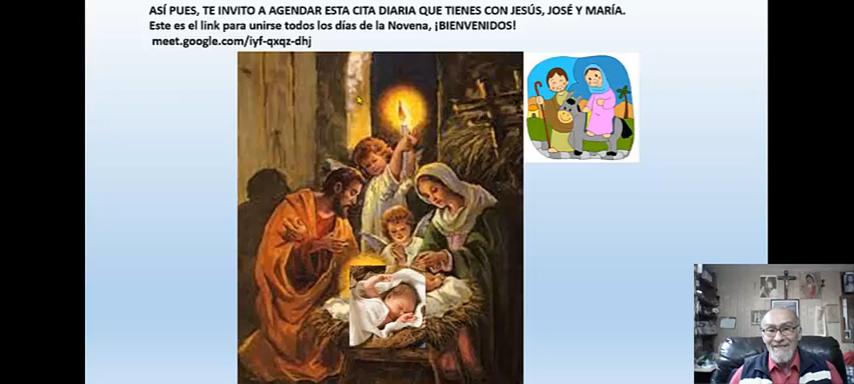 ASÍ PUES, TE INVITO A AGENDAR ESTA CITA DIARIA QUE TIENES CON JESÚS, JOSÉ Y MARÍA.
Este es el link para unirse todos los días de la Novena, ¡BIENVENIDOS!
meet.google.com/iyf-qxqz-dhj